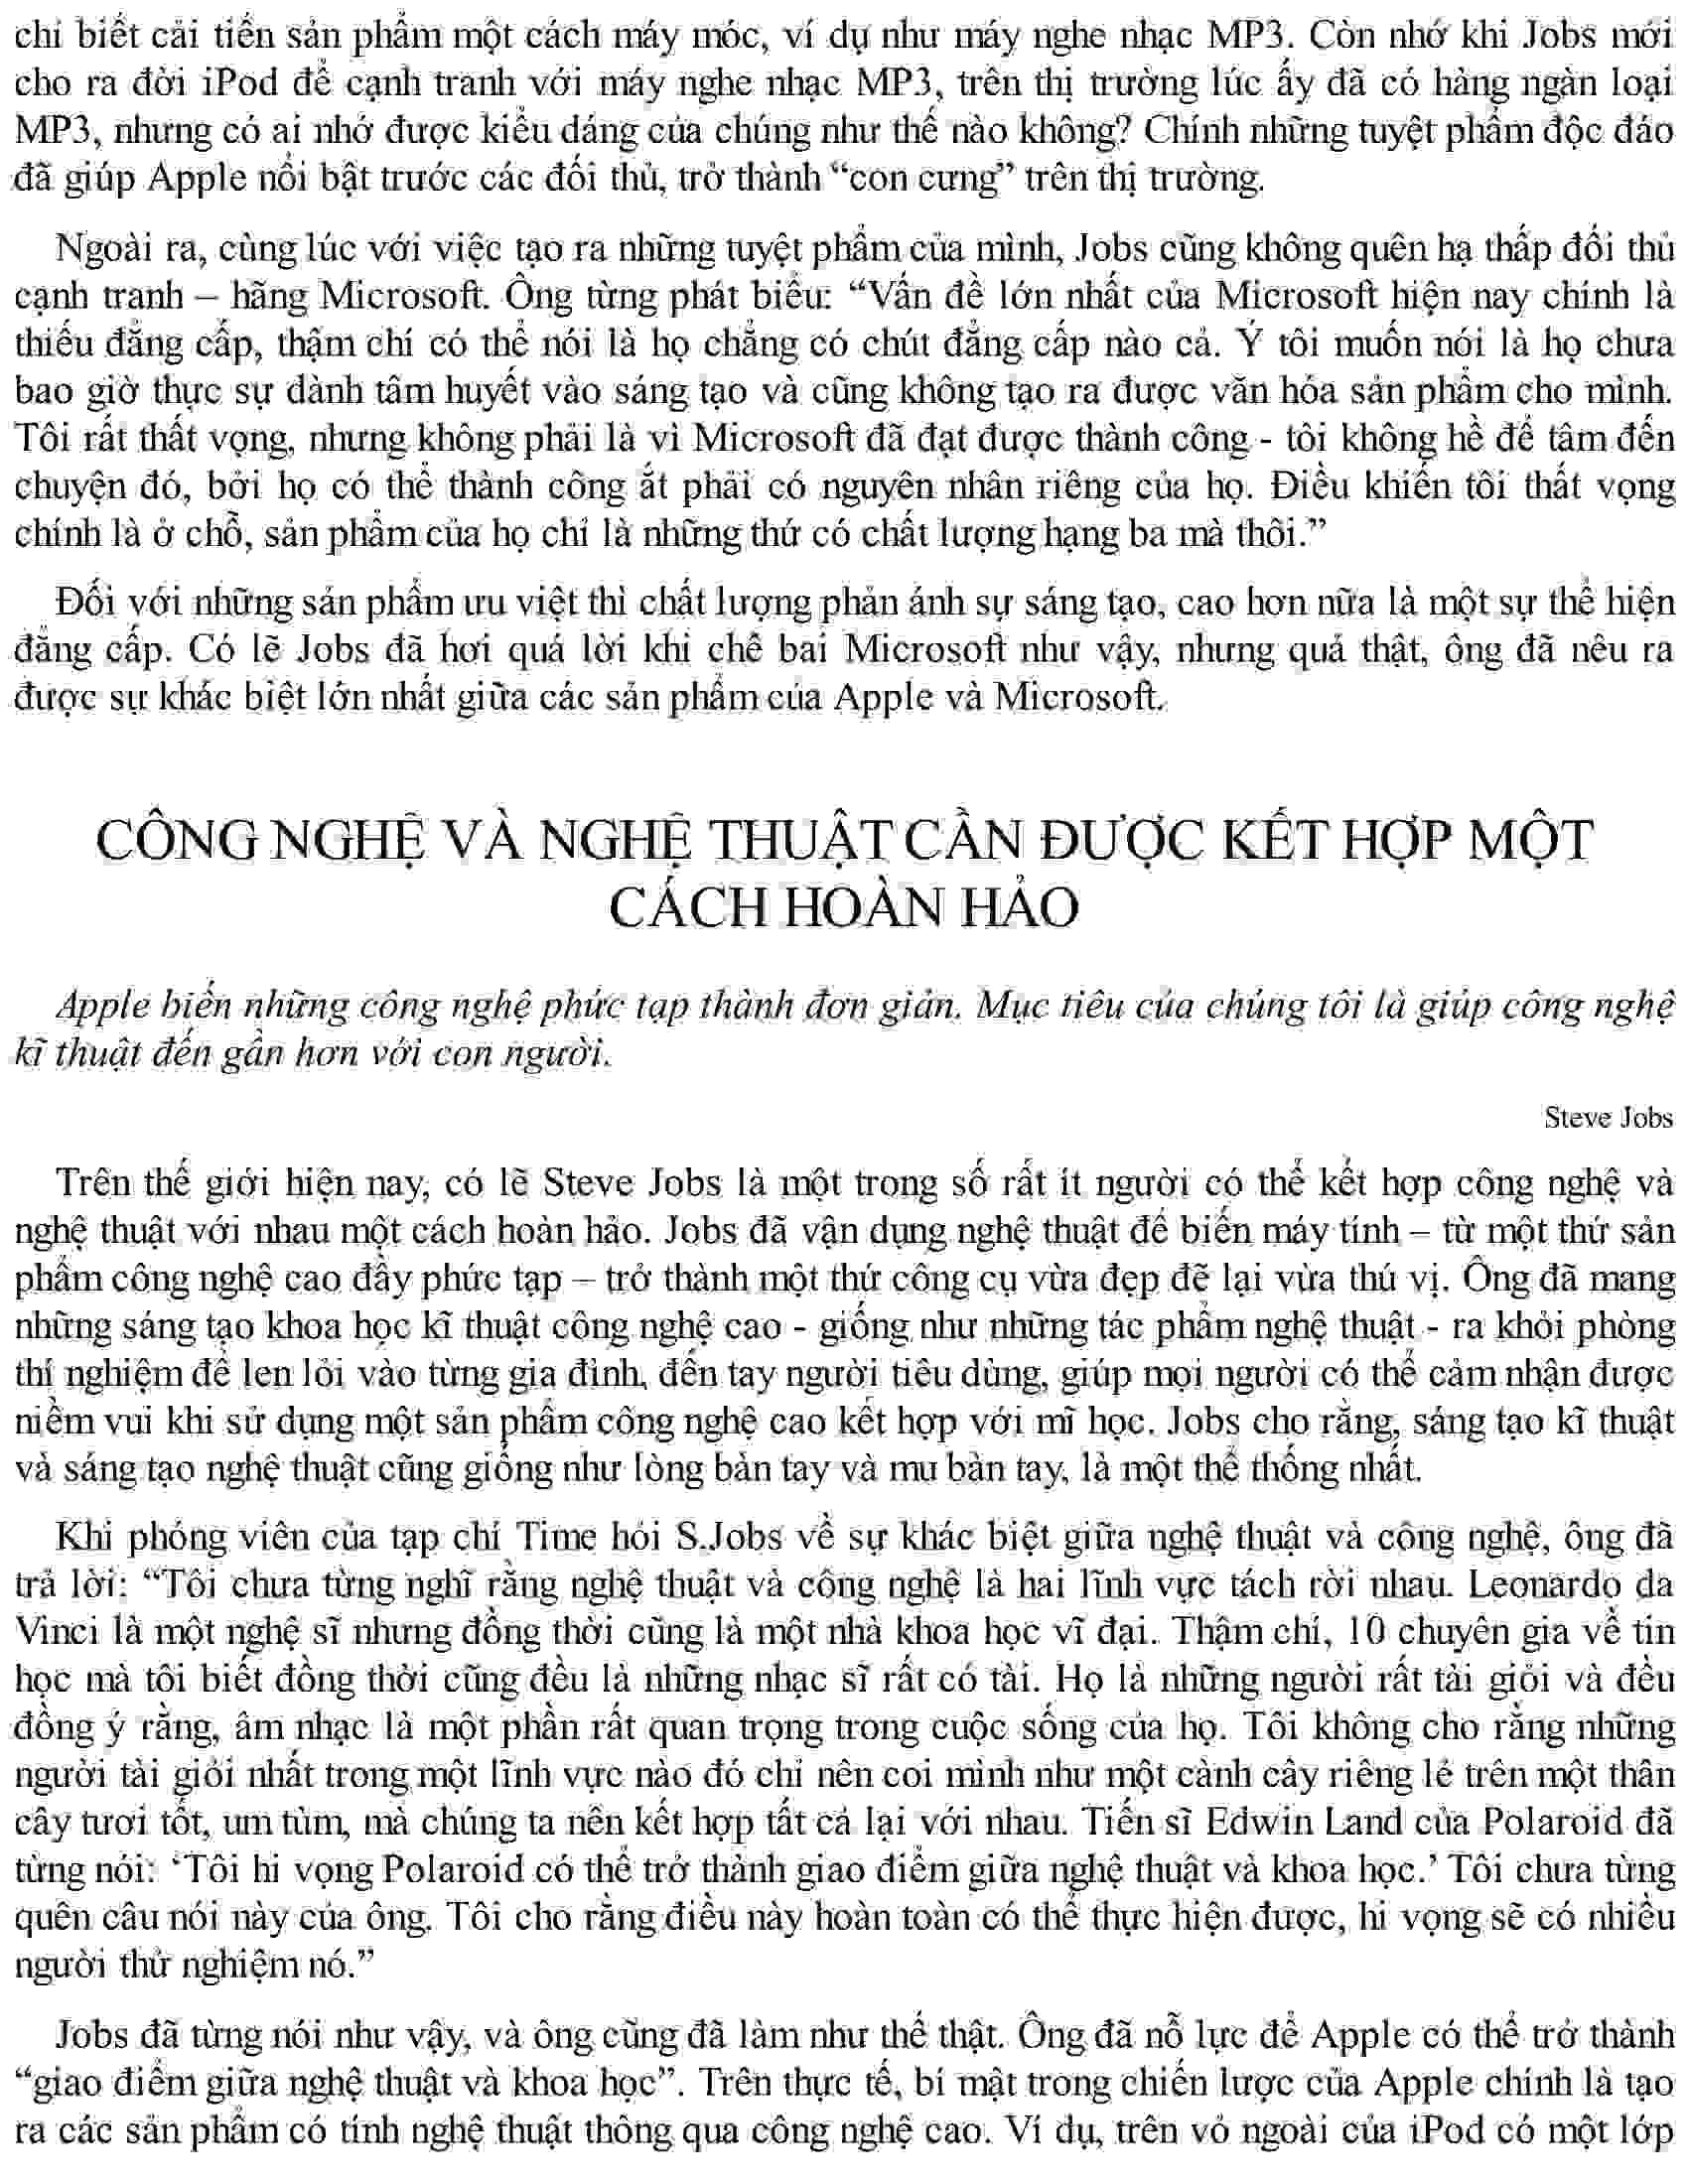 chỉ biết cải tiến sản phẩm một cách máy móc, ví dụ như máy nghe nhạc MP3. Còn nhớ khi Jobs mới
cho ra đời iPod để cạnh tranh với máy nghe nhạc MP3, trên thị trường lúc ấy đã có hàng ngàn loại
MP3, nhưng có ai nhớ được kiểu dáng của chúng như thế nào không? Chính những tuyệt phẩm độc đáo
đã giúp Apple nổi bật trước các đối thủ, trở thành “con cưng” trên thị trường.
Ngoài ra, cùng lúc với việc tạo ra những tuyệt phẩm của mình, Jobs cũng không quên hạ thấp đối thủ
cạnh tranh – hãng Microsoft. Ông từng phát biểu: “Vấn đề lớn nhất của Microsoft hiện nay chính là
thiếu đẳng cấp, thậm chí có thể nói là họ chẳng có chút đẳng cấp nào cả. Ý tôi muốn nói là họ chưa
bao giờ thực sự dành tâm huyết vào sáng tạo và cũng không tạo ra được văn hóa sản phẩm cho mình.
Tôi rất thất vọng, nhưng không phải là vì Microsoft đã đạt được thành công - tôi không hề để tâm đến
chuyện đó, bởi họ có thể thành công ắt phải có nguyên nhân riêng của họ. Điều khiến tôi thất vọng
chính là ở chỗ, sản phẩm của họ chỉ là những thứ có chất lượng hạng ba mà thôi.”
Đối với những sản phẩm ưu việt thì chất lượng phản ánh sự sáng tạo, cao hơn nữa là một sự thể hiện
đẳng cấp. Có lẽ Jobs đã hơi quá lời khi chê bai Microsoft như vậy, nhưng quả thật, ông đã nêu ra
được sự khác biệt lớn nhất giữa các sản phẩm của Apple và Microsoft.
CÔNG NGHỆ VÀ NGHỆ THUẬT CẦN ĐƯỢC KẾT HỢP MỘT
CÁCH HOÀN HẢO
Apple biến những công nghệ phức tạp thành đơn giản. Mục tiêu của chúng tôi là giúp công nghệ
kĩ thuật đến gần hơn với con người.
Steve Jobs
Trên thế giới hiện nay, có lẽ Steve Jobs là một trong số rất ít người có thể kết hợp công nghệ và
nghệ thuật với nhau một cách hoàn hảo. Jobs đã vận dụng nghệ thuật để biến máy tính – từ một thứ sản
phẩm công nghệ cao đầy phức tạp – trở thành một thứ công cụ vừa đẹp đẽ lại vừa thú vị. Ông đã mang
những sáng tạo khoa học kĩ thuật công nghệ cao - giống như những tác phẩm nghệ thuật - ra khỏi phòng
thí nghiệm để len lỏi vào từng gia đình, đến tay người tiêu dùng, giúp mọi người có thể cảm nhận được
niềm vui khi sử dụng một sản phẩm công nghệ cao kết hợp với mĩ học. Jobs cho rằng, sáng tạo kĩ thuật
và sáng tạo nghệ thuật cũng giống như lòng bàn tay và mu bàn tay, là một thể thống nhất.
Khi phóng viên của tạp chí Time hỏi S.Jobs về sự khác biệt giữa nghệ thuật và công nghệ, ông đã
trả lời: “Tôi chưa từng nghĩ rằng nghệ thuật và công nghệ là hai lĩnh vực tách rời nhau. Leonardo da
Vinci là một nghệ sĩ nhưng đồng thời cũng là một nhà khoa học vĩ đại. Thậm chí, 10 chuyên gia về tin
học mà tôi biết đồng thời cũng đều là những nhạc sĩ rất có tài. Họ là những người rất tài giỏi và đều
đồng ý rằng, âm nhạc là một phần rất quan trọng trong cuộc sống của họ. Tôi không cho rằng những
người tài giỏi nhất trong một lĩnh vực nào đó chỉ nên coi mình như một cành cây riêng lẻ trên một thân
cây tươi tốt, um tùm, mà chúng ta nên kết hợp tất cả lại với nhau. Tiến sĩ Edwin Land của Polaroid đã
từng nói: ‘Tôi hi vọng Polaroid có thể trở thành giao điểm giữa nghệ thuật và khoa học.’ Tôi chưa từng
quên câu nói này của ông. Tôi cho rằng điều này hoàn toàn có thể thực hiện được, hi vọng sẽ có nhiều
người thử nghiệm nó.”
Jobs đã từng nói như vậy, và ông cũng đã làm như thế thật. Ông đã nỗ lực để Apple có thể trở thành
“giao điểm giữa nghệ thuật và khoa học”. Trên thực tế, bí mật trong chiến lược của Apple chính là tạo
ra các sản phẩm có tính nghệ thuật thông qua công nghệ cao. Ví dụ, trên vỏ ngoài của iPod có một lớp